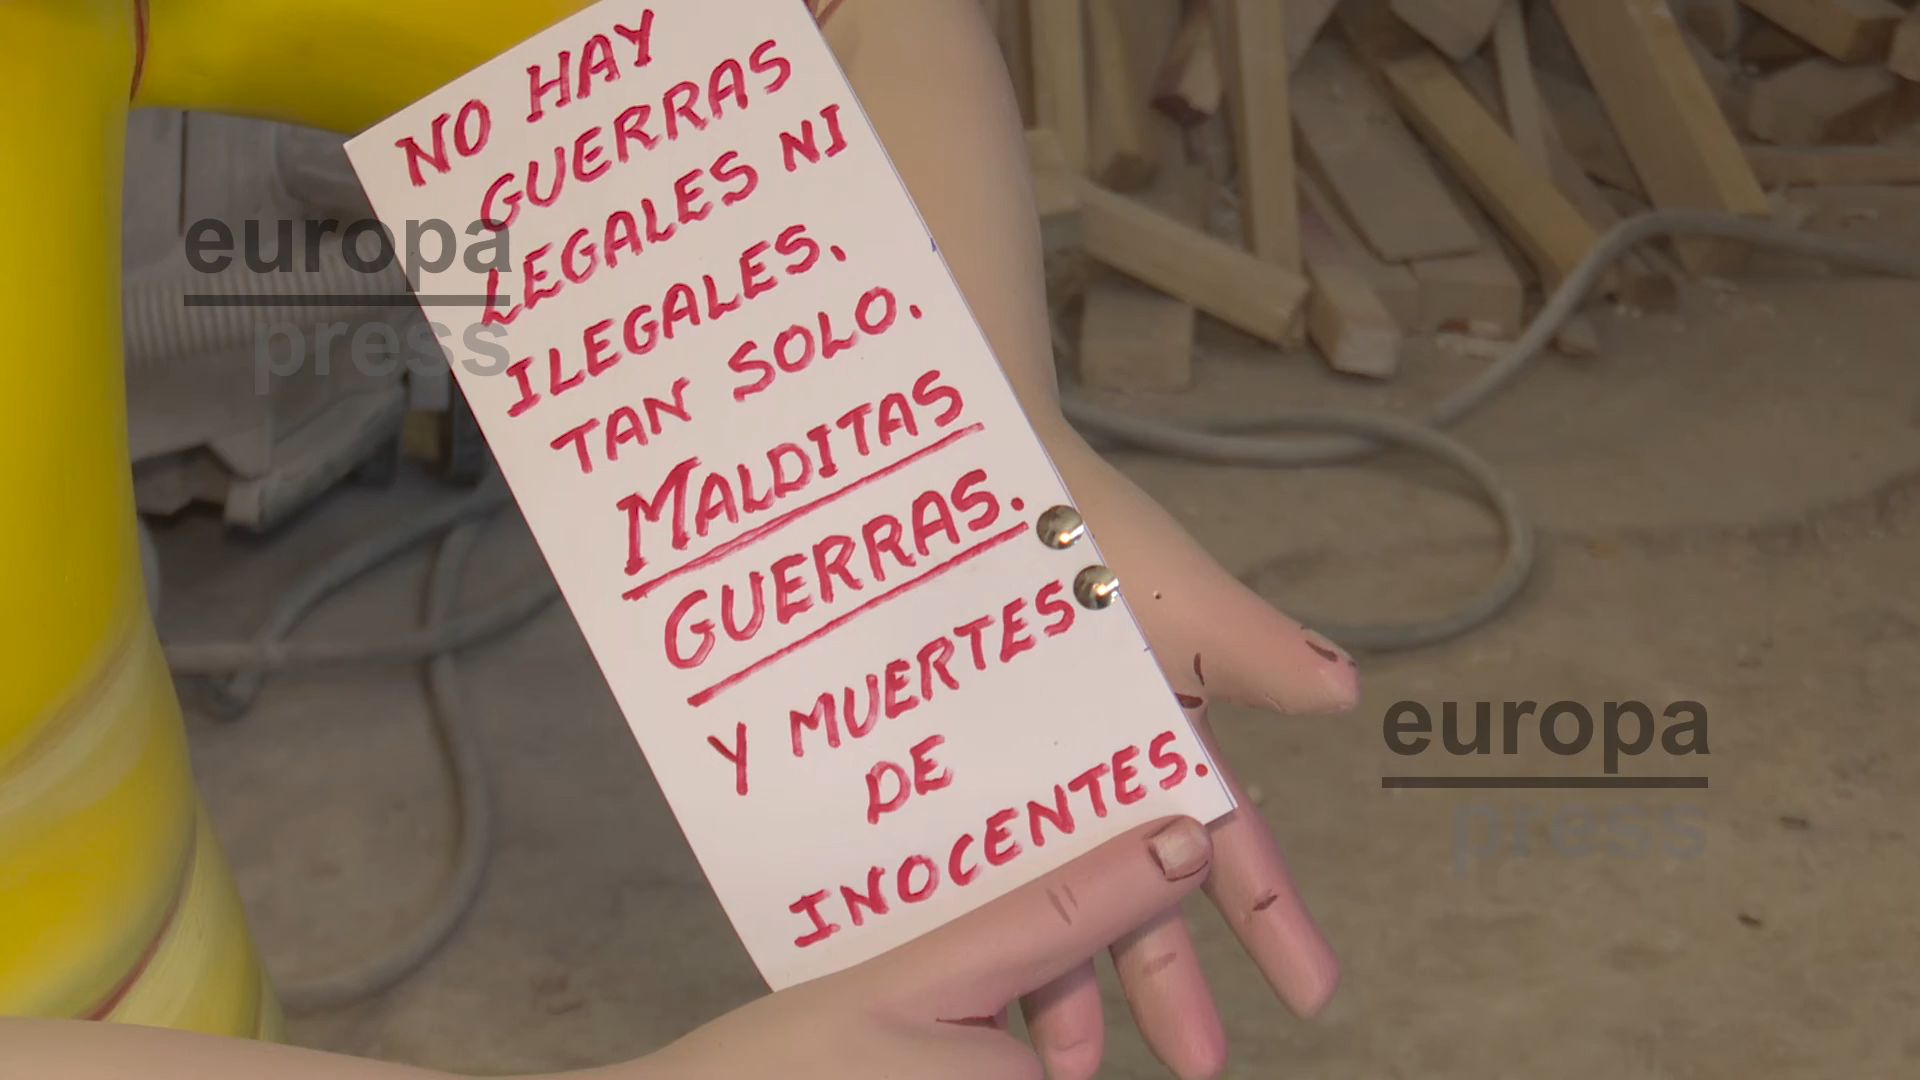 NO HAY
GUERRAS
LEGALES NI
ILEGALES,
TAN SOLO.
MALDITAS
GUERRAS.
Y MUERTES
DE
INOCENTES.
europa
press
europa
press